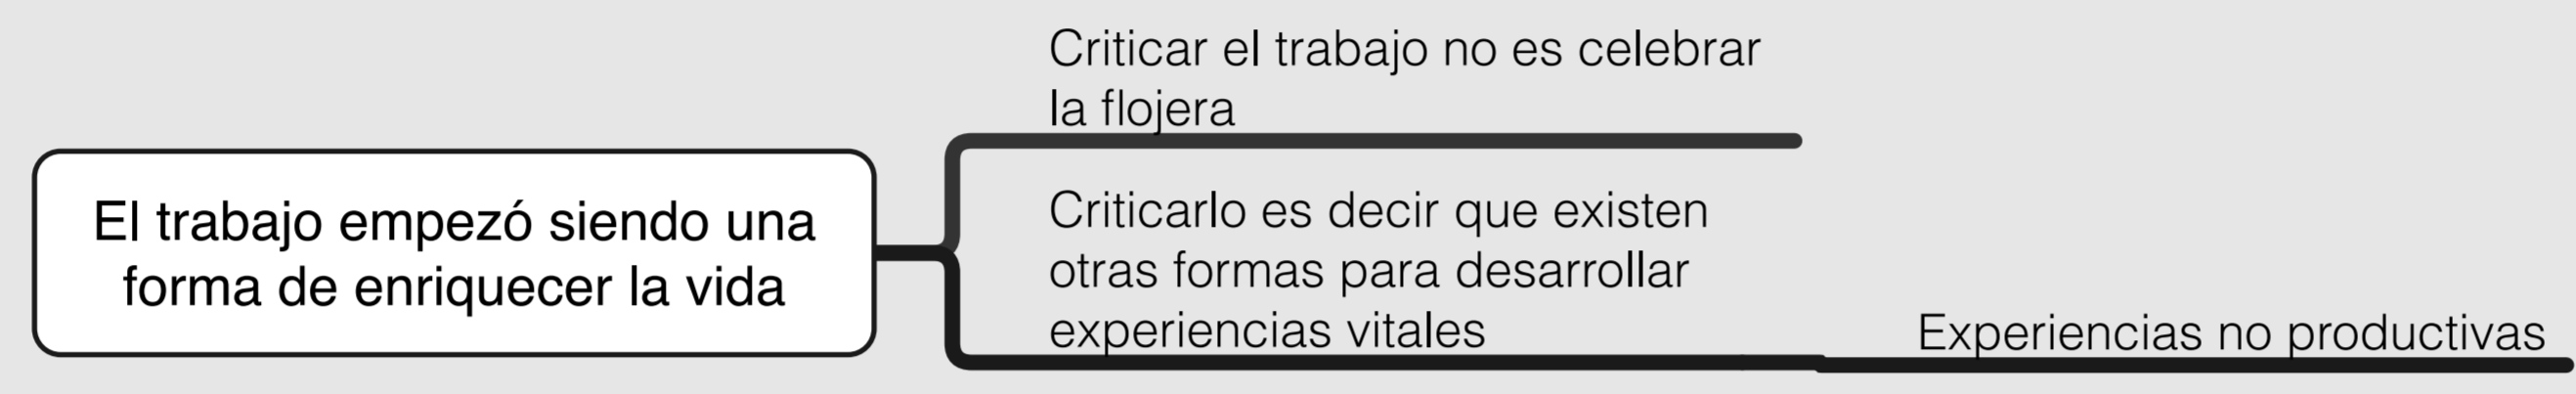 El trabajo empezó siendo una
forma de enriquecer la vida
Criticar el trabajo no es celebrar
la flojera
Criticarlo es decir que existen
otras formas para desarrollar
experiencias vitales
Experiencias no productivas